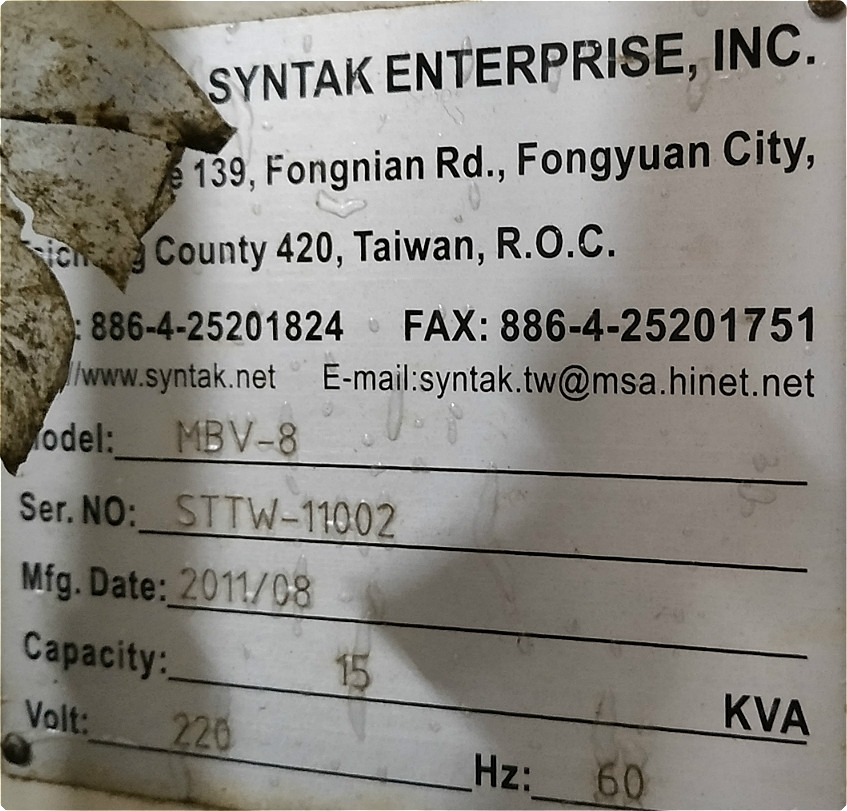 SYNTAK ENTERPRISE, INC.
139, Fongnian Rd., Fongyuan City,
County 420, Taiwan, R.O.C.
: 886-4-25201824 FAX: 886-4-25201751
//www.syntak.net E-mail:syntak.tw@msa.hinet.net
Model: MBV-8
Ser. NO: STTW-11002
Mfg. Date: 2011/08
Capacity: 15 KVA
Volt: 220 Hz: 60